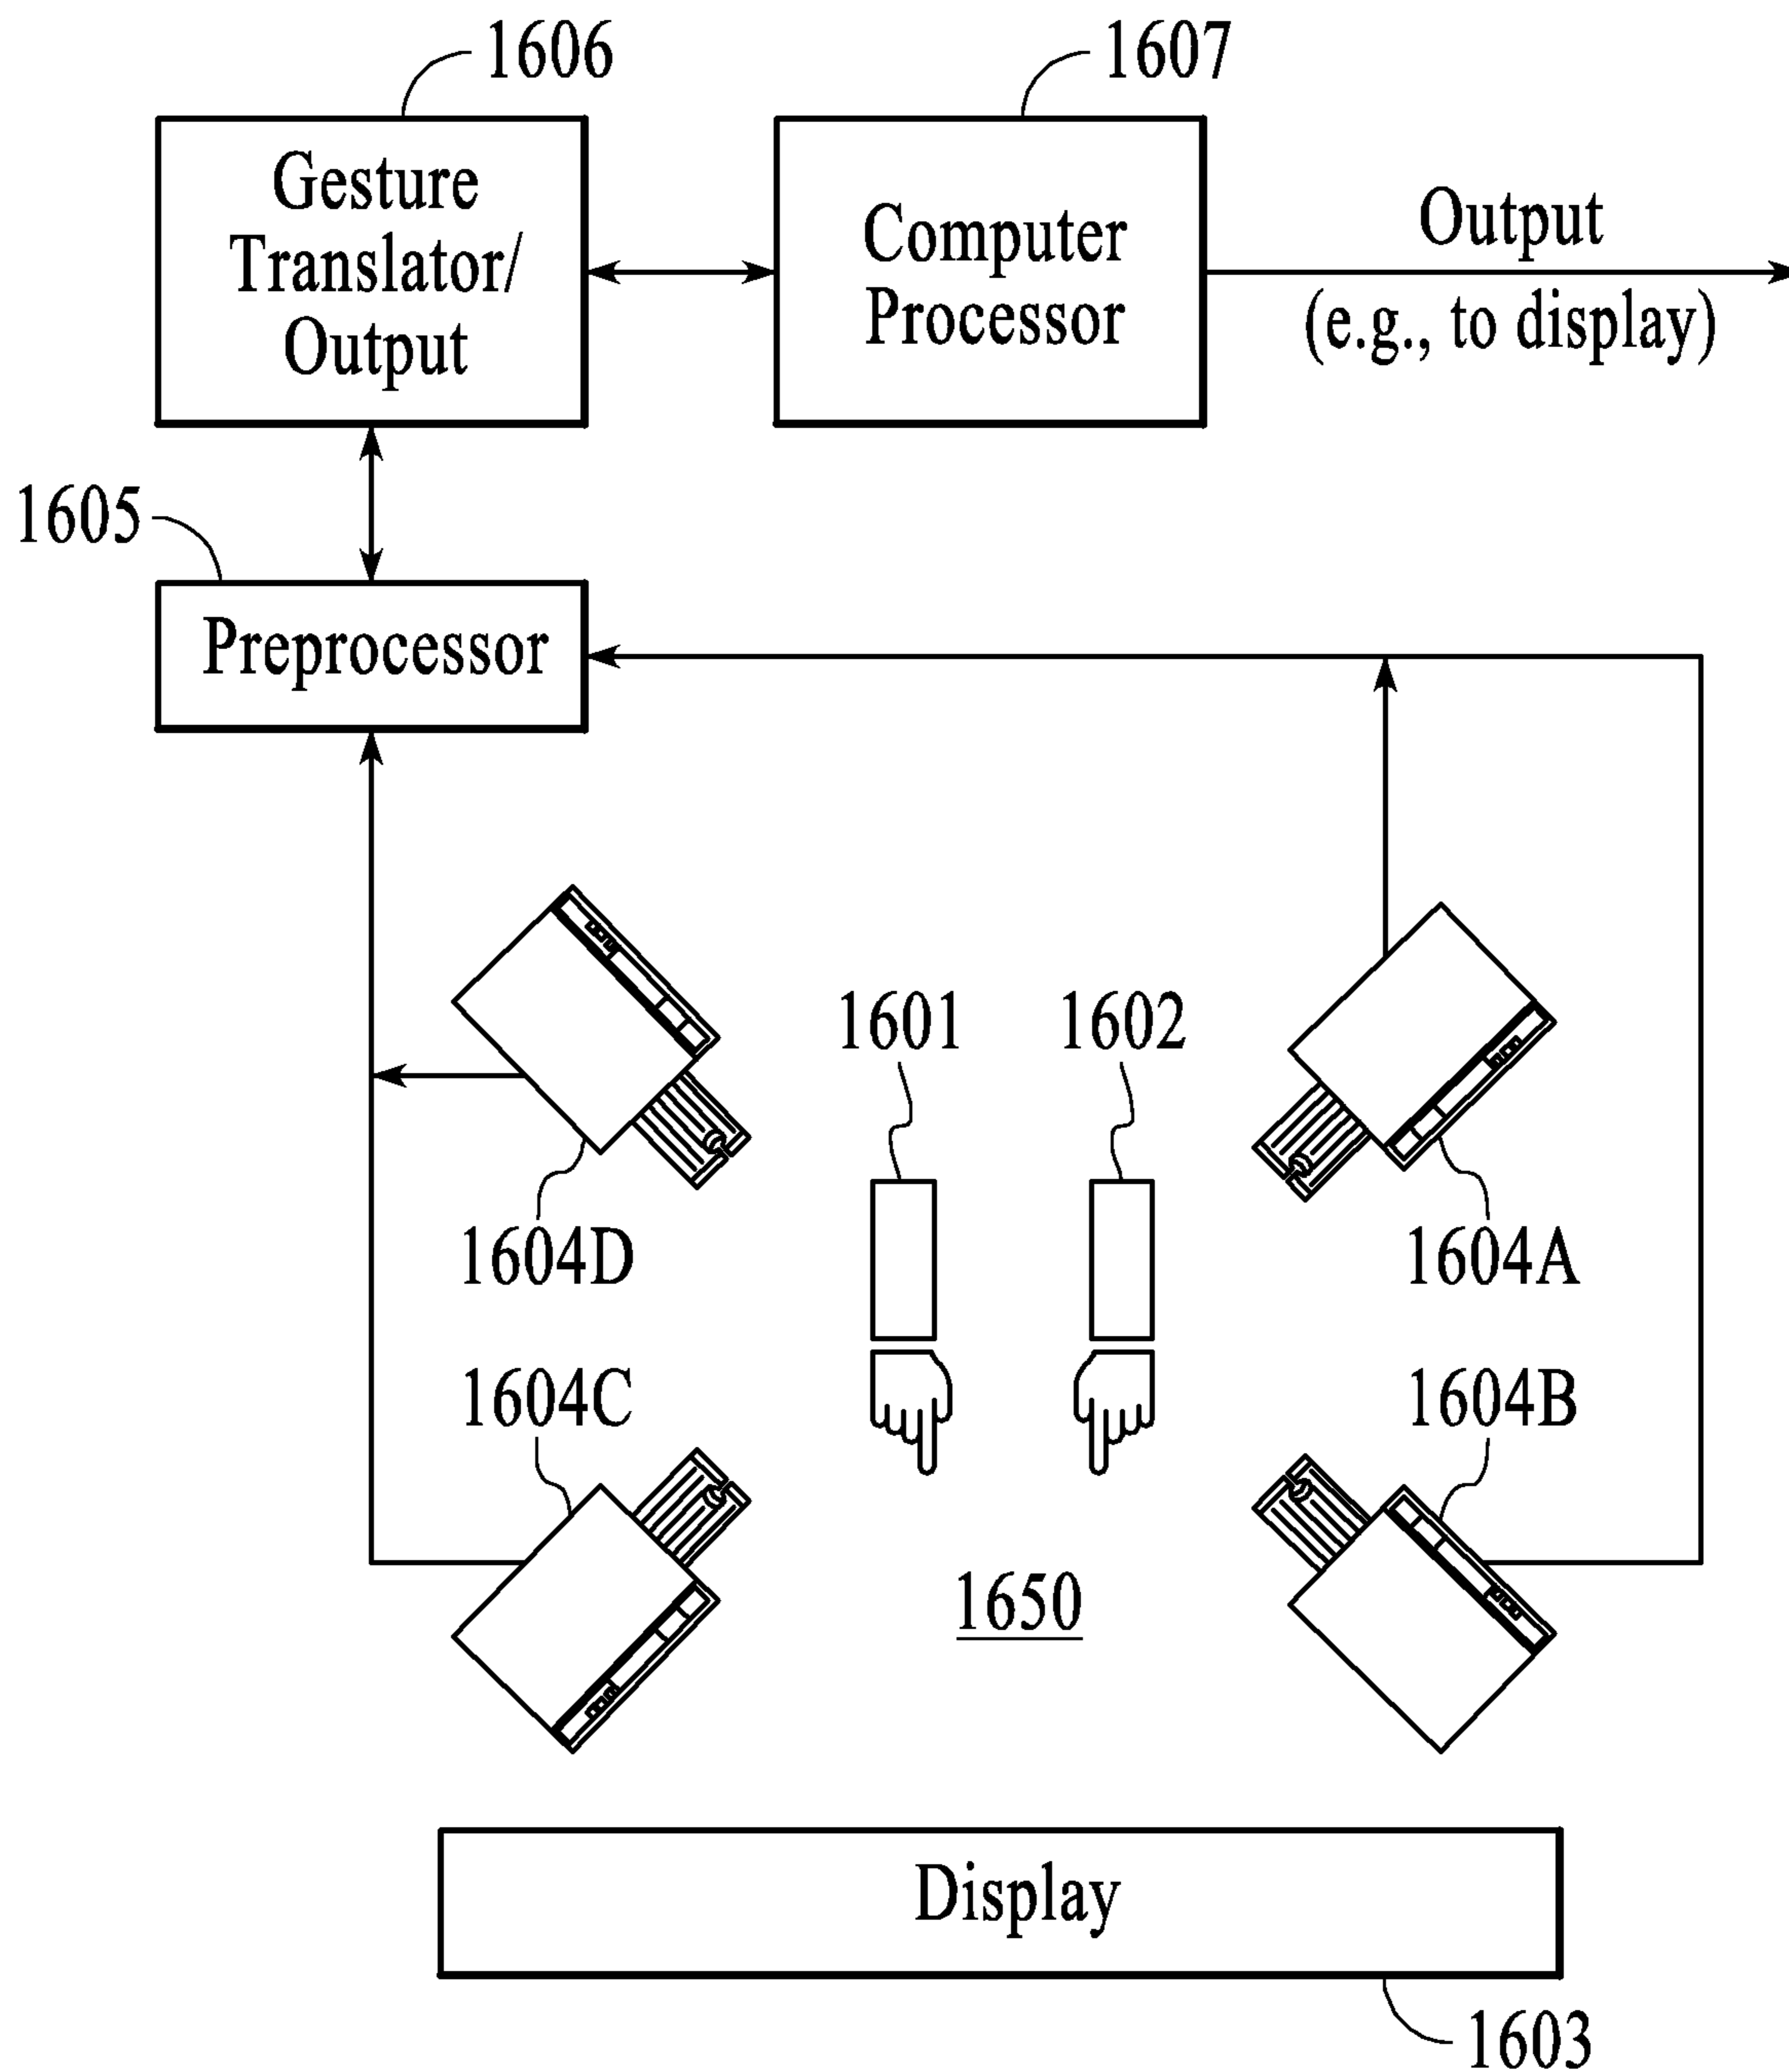 1606
1607
Gesture
Translator/
Output
Computer
Processor
Output
(e.g., to display)
1605
Preprocessor
1601
1602
1604D
1604A
1604C
1604B
1650
Display
1603